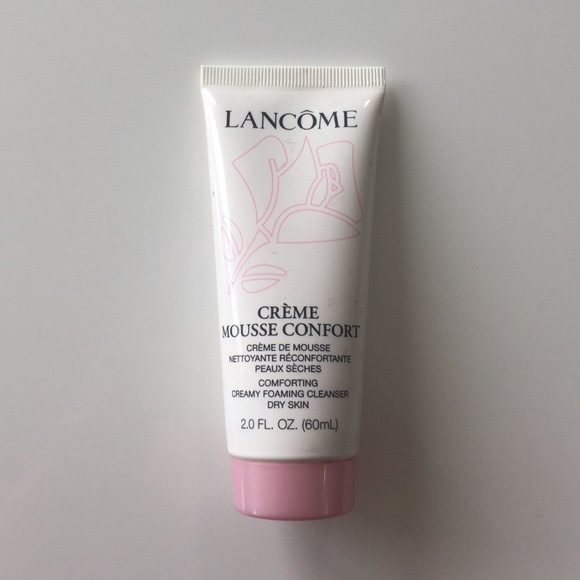 LANCÔME
CRÈME
MOUSSE CONFORT
CRÈME DE MOUSSE
NETTOYANTE RÉCONFORTANTE
PEAUX SÈCHES
COMFORTING
CREAMY FOAMING CLEANSER
DRY SKIN
2.0 FL. OZ. (60mL)